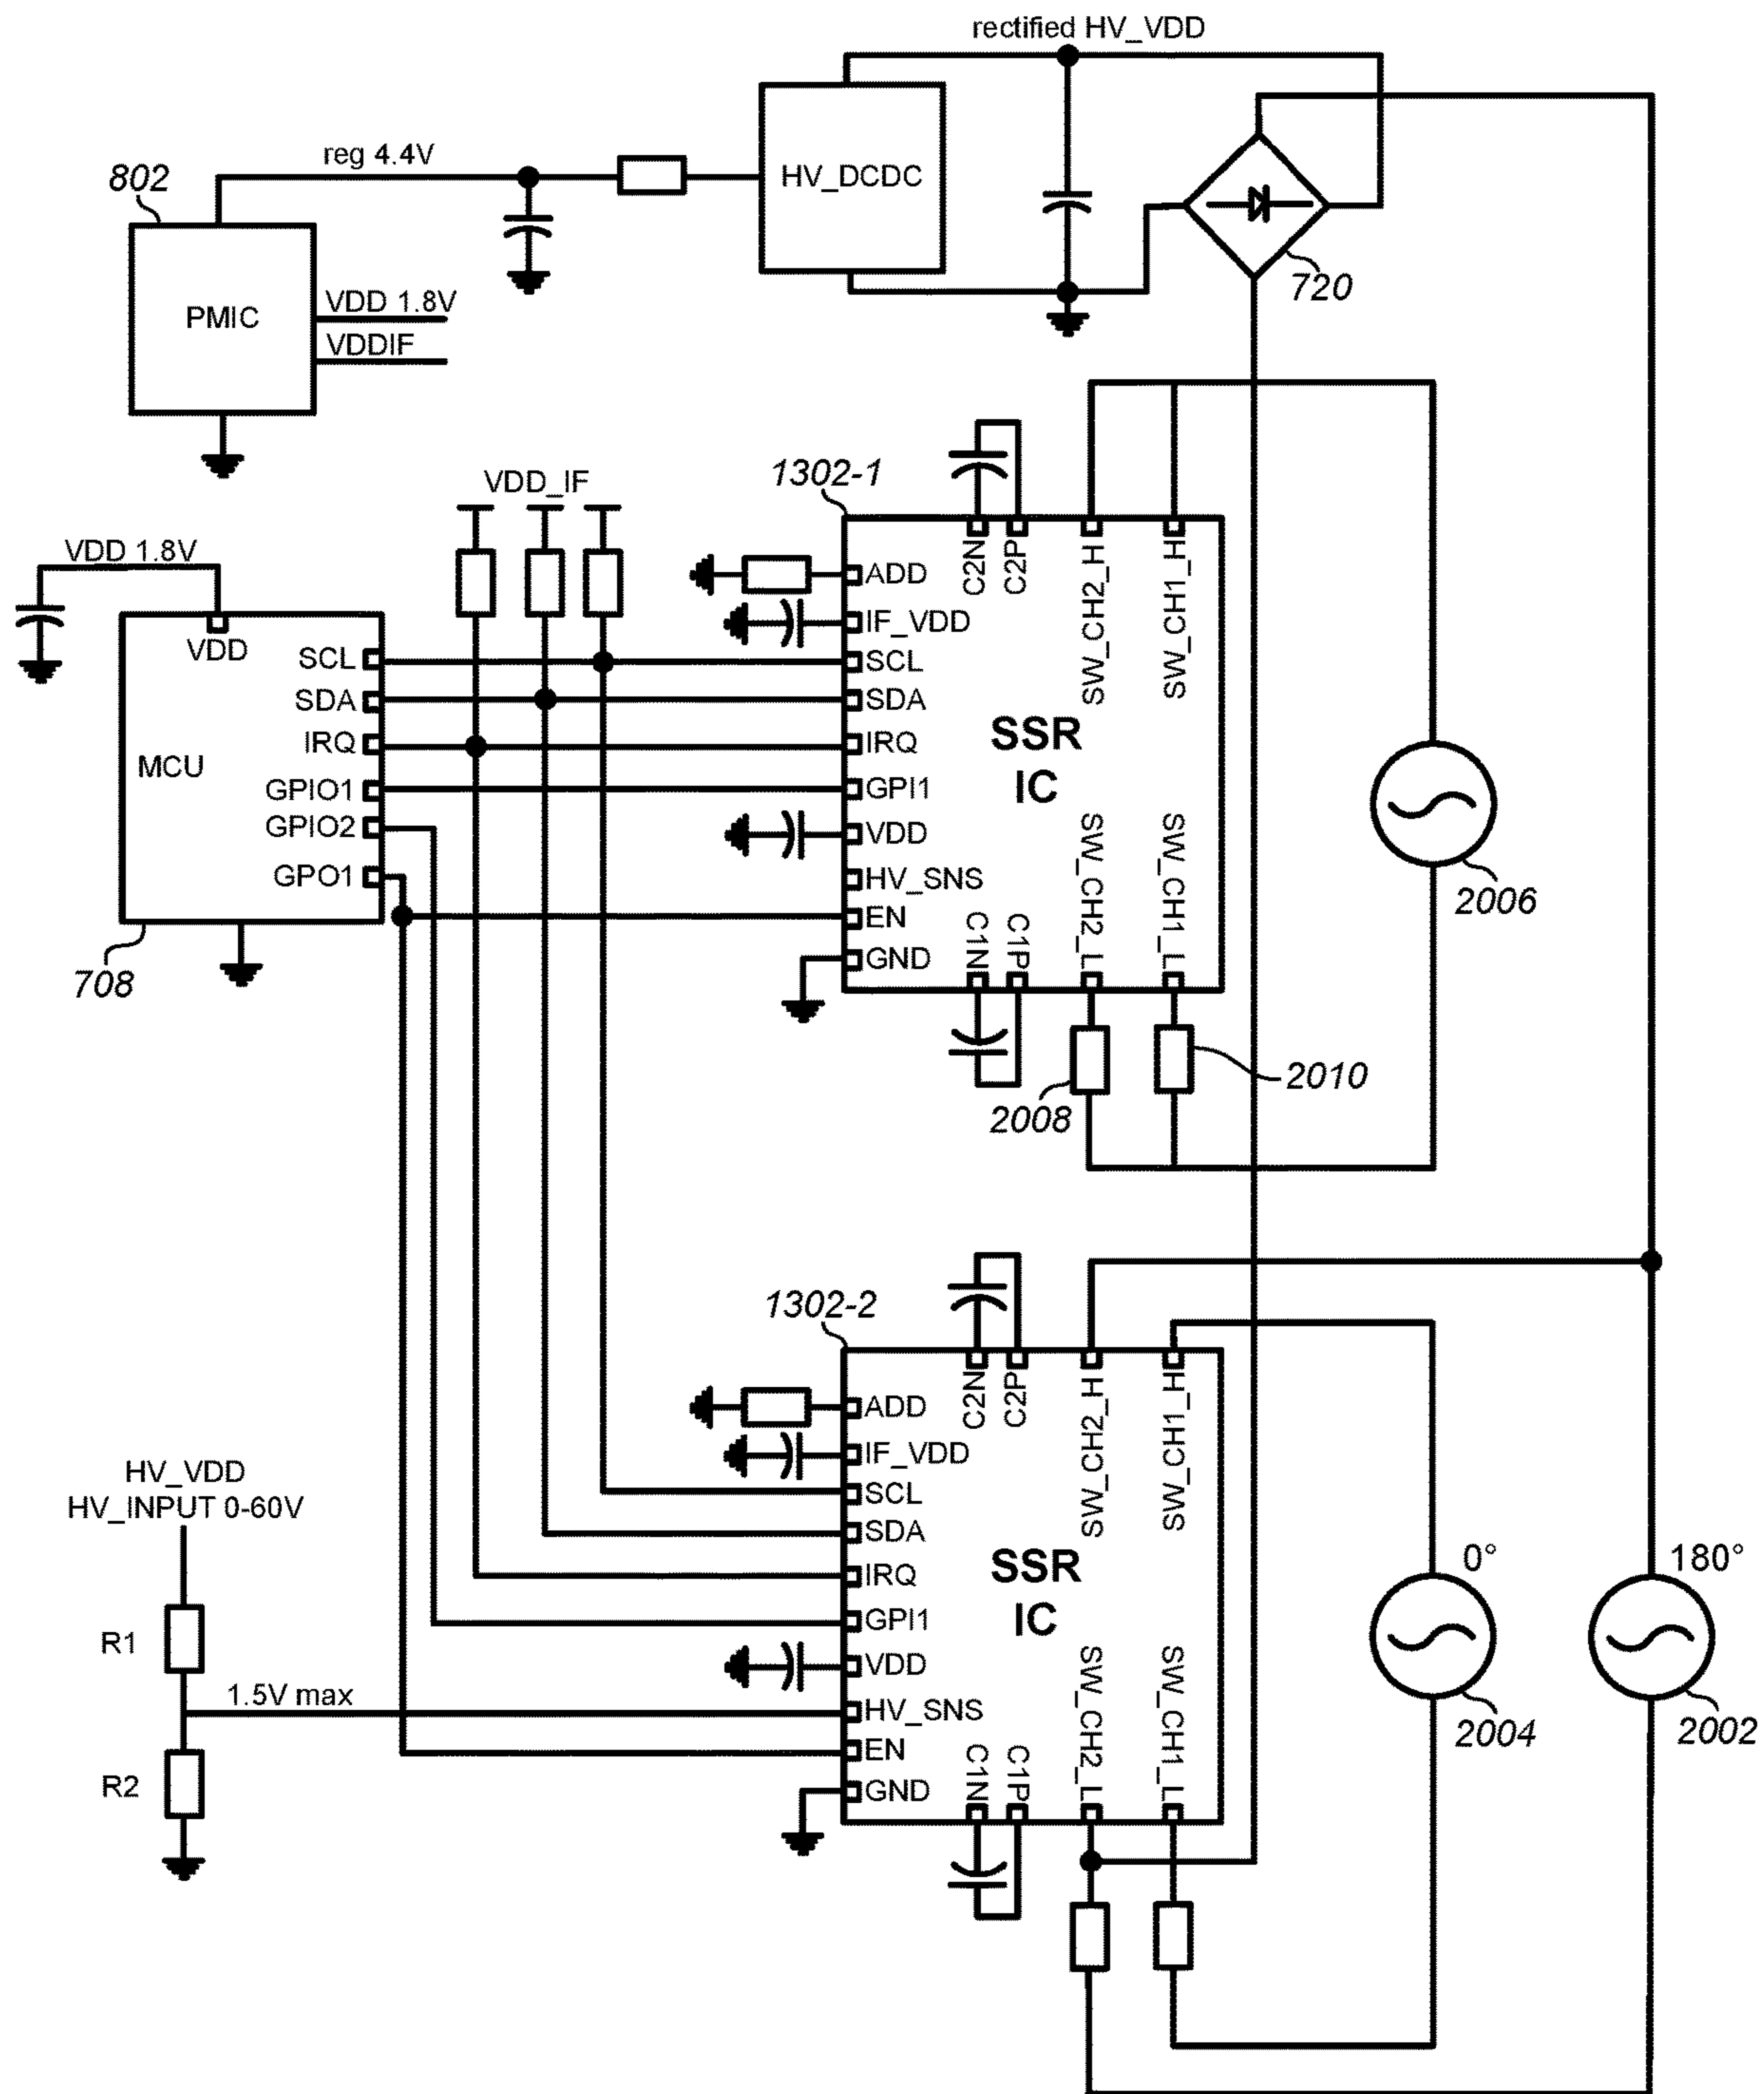 rectified HV_VDD
HV_DCDC
reg 4.4V
802
PMIC
VDD 1.8V
VDDIF
720
VDD_IF
1302-1
VDD 1.8V
VDD
SCL
SDA
IRQ
MCU
GPIO1
GPIO2
GPO1
708
C2N
C2P
SW_CH2_H
SW_CH1_H
ADD
IF_VDD
SCL
SDA
IRQ
GPI1
VDD
HV_SNS
EN
GND
SSR
IC
C1N
C1P
SW_CH2_L
SW_CH1_L
2006
2008
2010
1302-2
C2N
C2P
SW_CH2_H
SW_CH1_H
ADD
IF_VDD
SCL
SDA
IRQ
GPI1
VDD
HV_SNS
EN
GND
SSR
IC
C1N
C1P
SW_CH2_L
SW_CH1_L
HV_VDD
HV_INPUT 0-60V
R1
1.5V max
R2
0°
180°
2004
2002